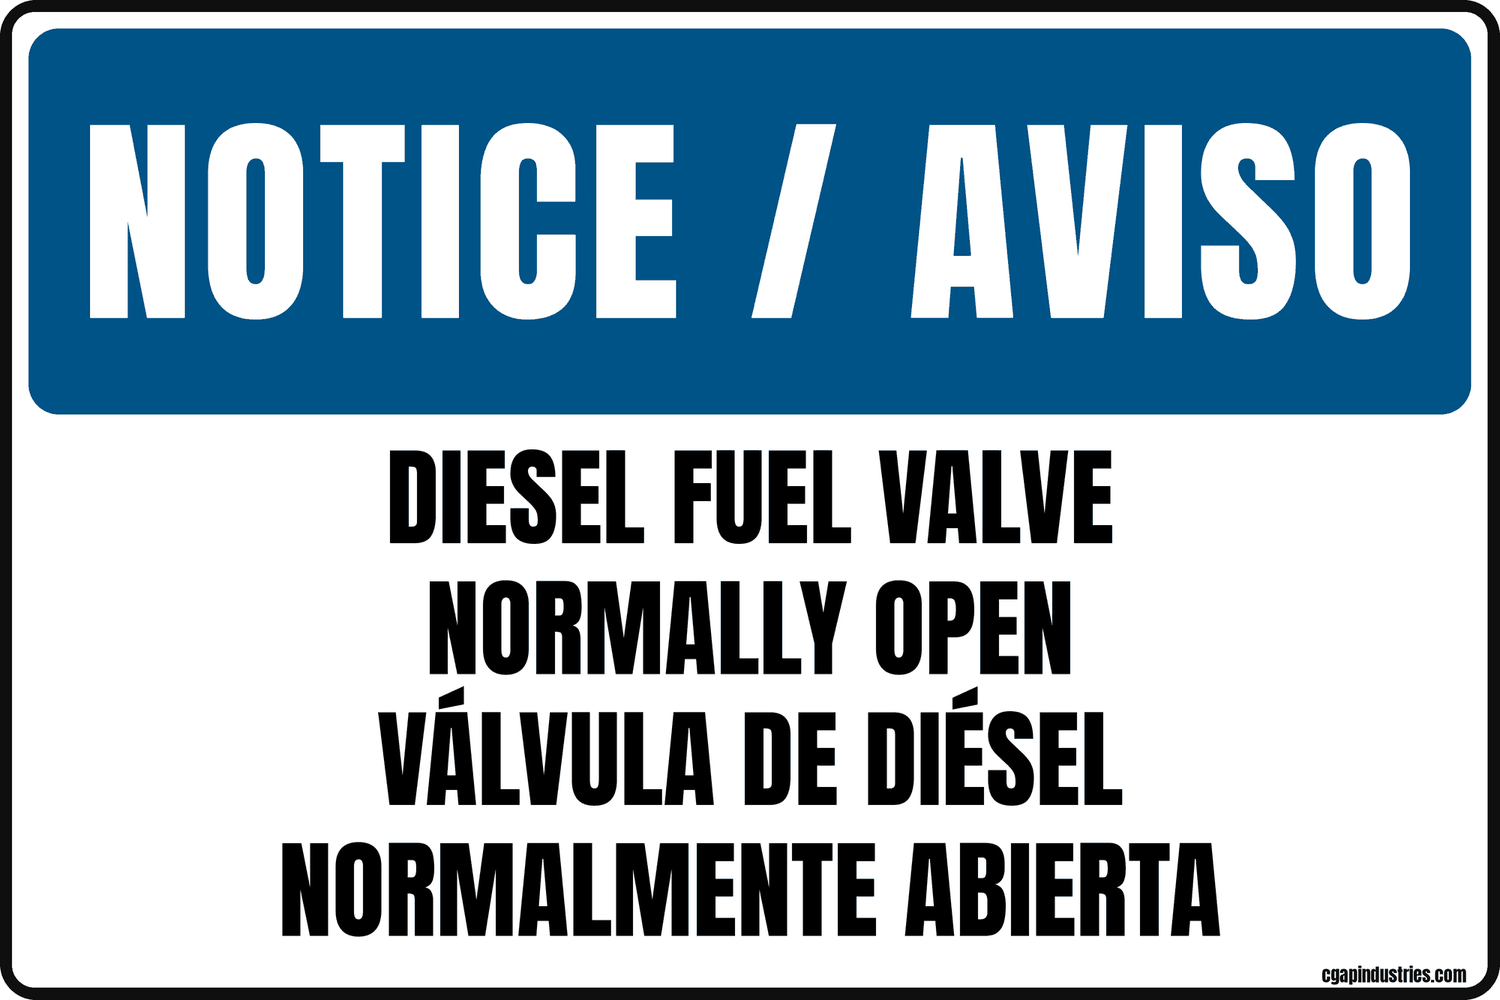 NOTICE / AVISO
DIESEL FUEL VALVE
NORMALLY OPEN
VÁLVULA DE DIÉSEL
NORMALMENTE ABIERTA
cgapindustries.com